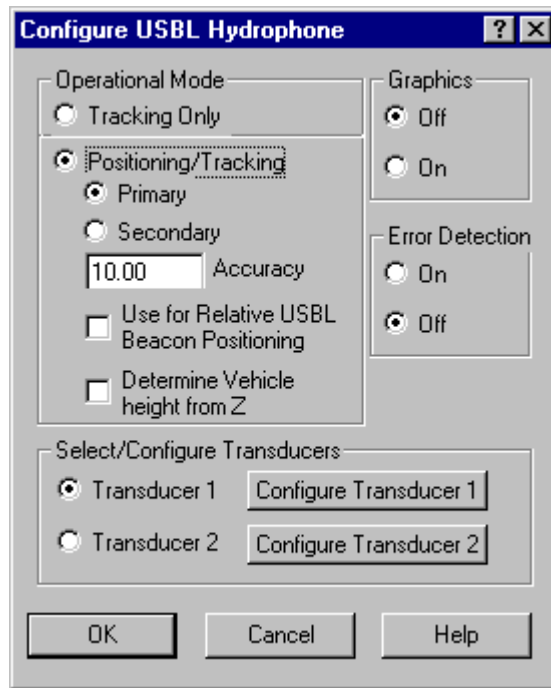 Configure USBL Hydrophone
Operational Mode
Tracking Only
Positioning/Tracking
Primary
Secondary
10.00 Accuracy
Use for Relative USBL
Beacon Positioning
Determine Vehicle
height from Z
Graphics
Off
On
Error Detection
On
Off
Select/Configure Transducers
Transducer 1 Configure Transducer 1
Transducer 2 Configure Transducer 2
OK Cancel Help